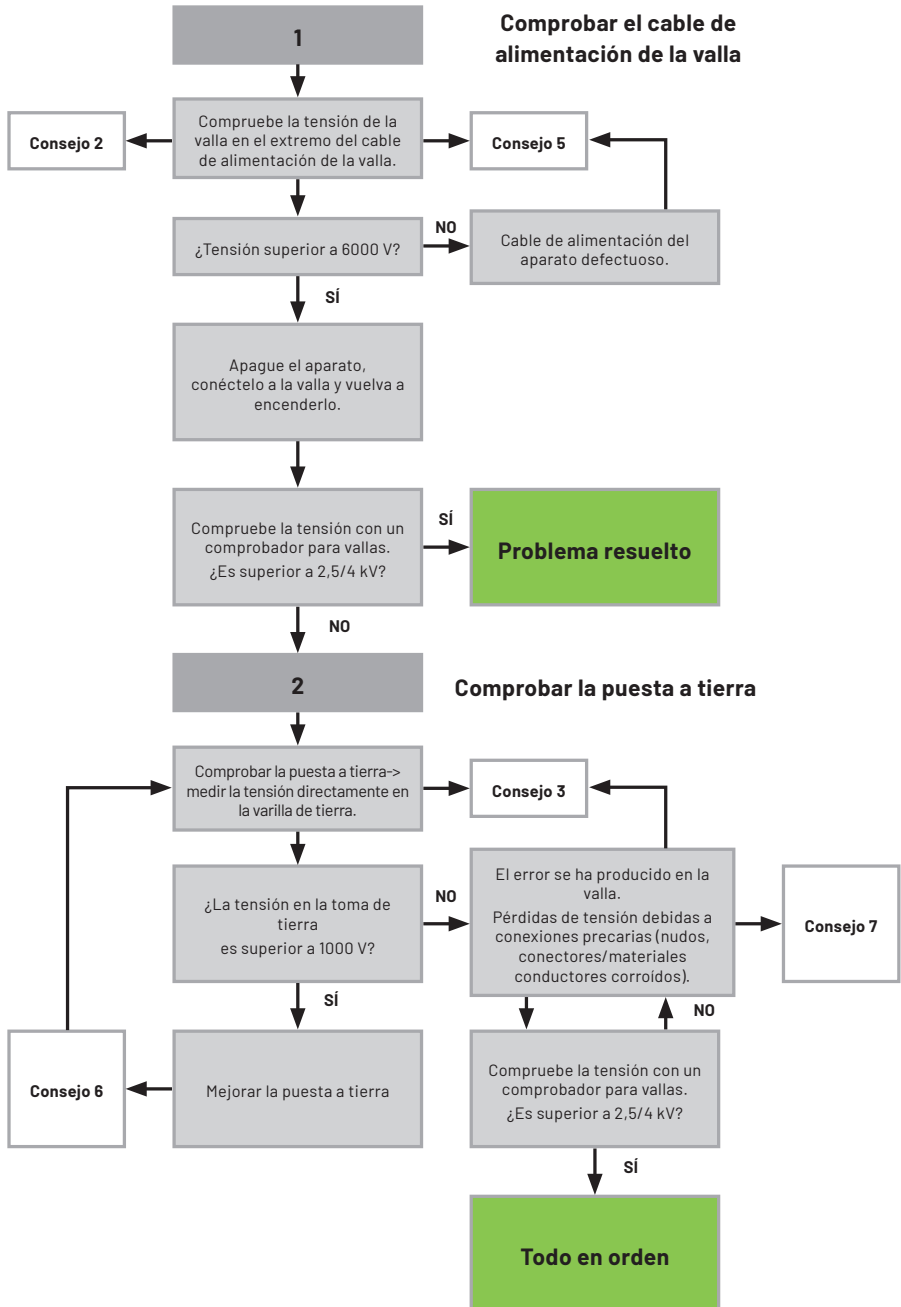 1
Comprobar el cable de
alimentación de la valla
Consejo 2
Compruebe la tensión de la
valla en el extremo del cable
de alimentación de la valla.
Consejo 5
¿Tensión superior a 6000 V?
NO
Cable de alimentación del
aparato defectuoso.
SÍ
Apague el aparato,
conéctelo a la valla y vuelva a
encenderlo.
Compruebe la tensión con un
comprobador para vallas.
¿Es superior a 2,5/4 kV?
SÍ
Problema resuelto
NO
2
Comprobar la puesta a tierra
Comprobar la puesta a tierra->
medir la tensión directamente en
la varilla de tierra.
Consejo 3
¿La tensión en la toma de
tierra
es superior a 1000 V?
NO
El error se ha producido en la
valla.
Pérdidas de tensión debidas a
conexiones precarias (nudos,
conectores/materiales
conductores corroídos).
Consejo 7
SÍ
NO
Consejo 6
Mejorar la puesta a tierra
Compruebe la tensión con un
comprobador para vallas.
¿Es superior a 2,5/4 kV?
SÍ
Todo en orden